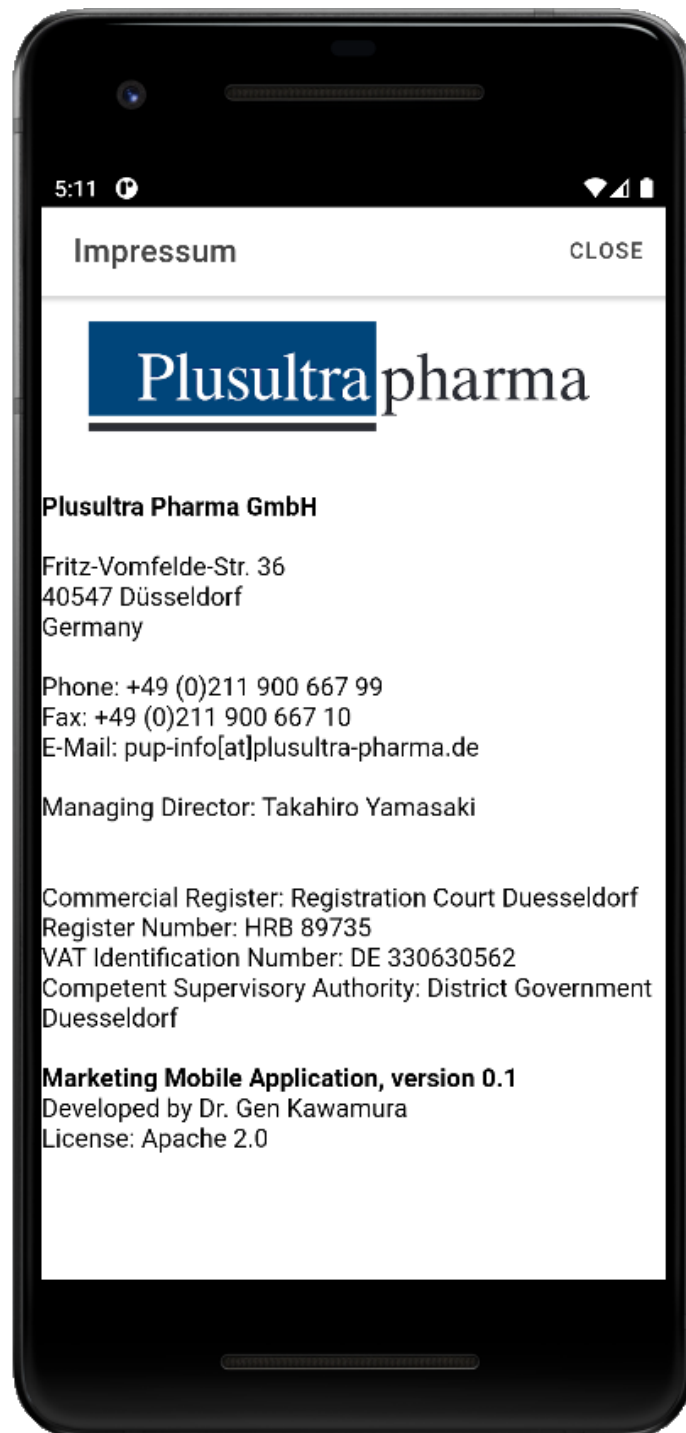 5:11
Impressum CLOSE
Plusultra pharma
Plusultra Pharma GmbH
Fritz-Vomfelde-Str. 36
40547 Düsseldorf
Germany
Phone: +49 (0)211 900 667 99
Fax: +49 (0)211 900 667 10
E-Mail: pup-info[at]plusultra-pharma.de
Managing Director: Takahiro Yamasaki
Commercial Register: Registration Court Duesseldorf
Register Number: HRB 89735
VAT Identification Number: DE 330630562
Competent Supervisory Authority: District Government
Duesseldorf
Marketing Mobile Application, version 0.1
Developed by Dr. Gen Kawamura
License: Apache 2.0